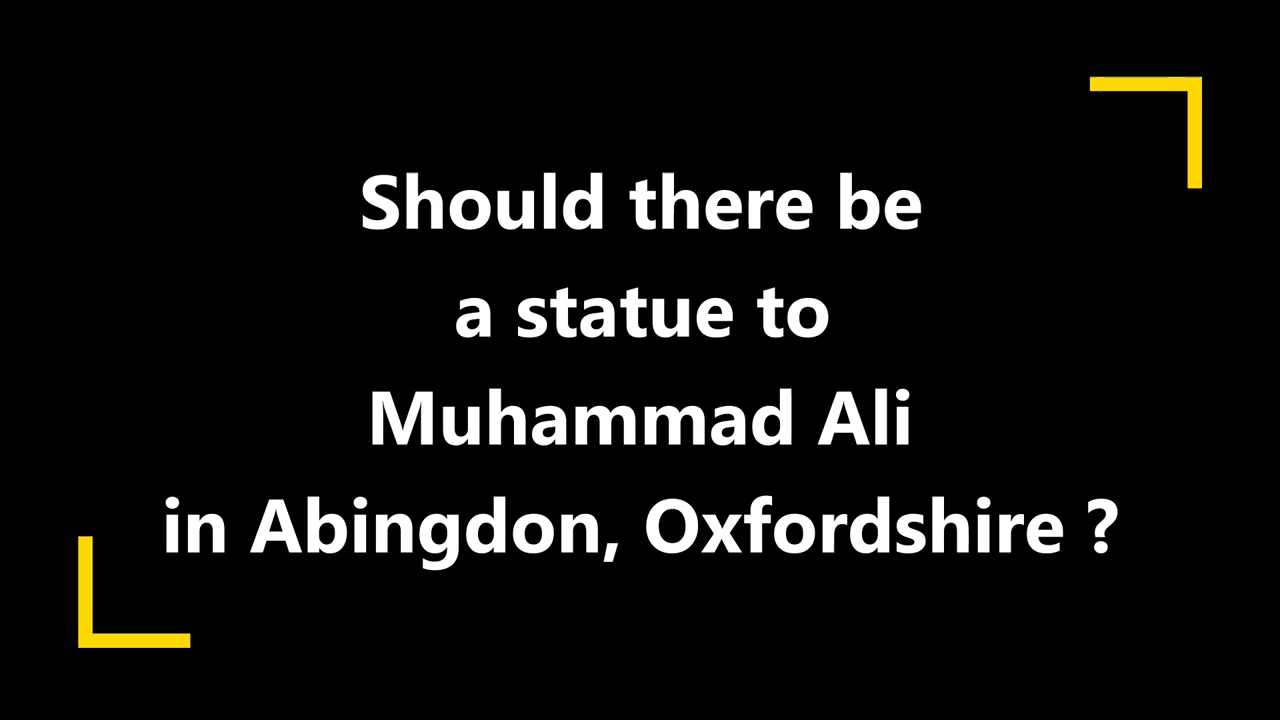 Should there be
a statue to
Muhammad Ali
in Abingdon, Oxfordshire ?